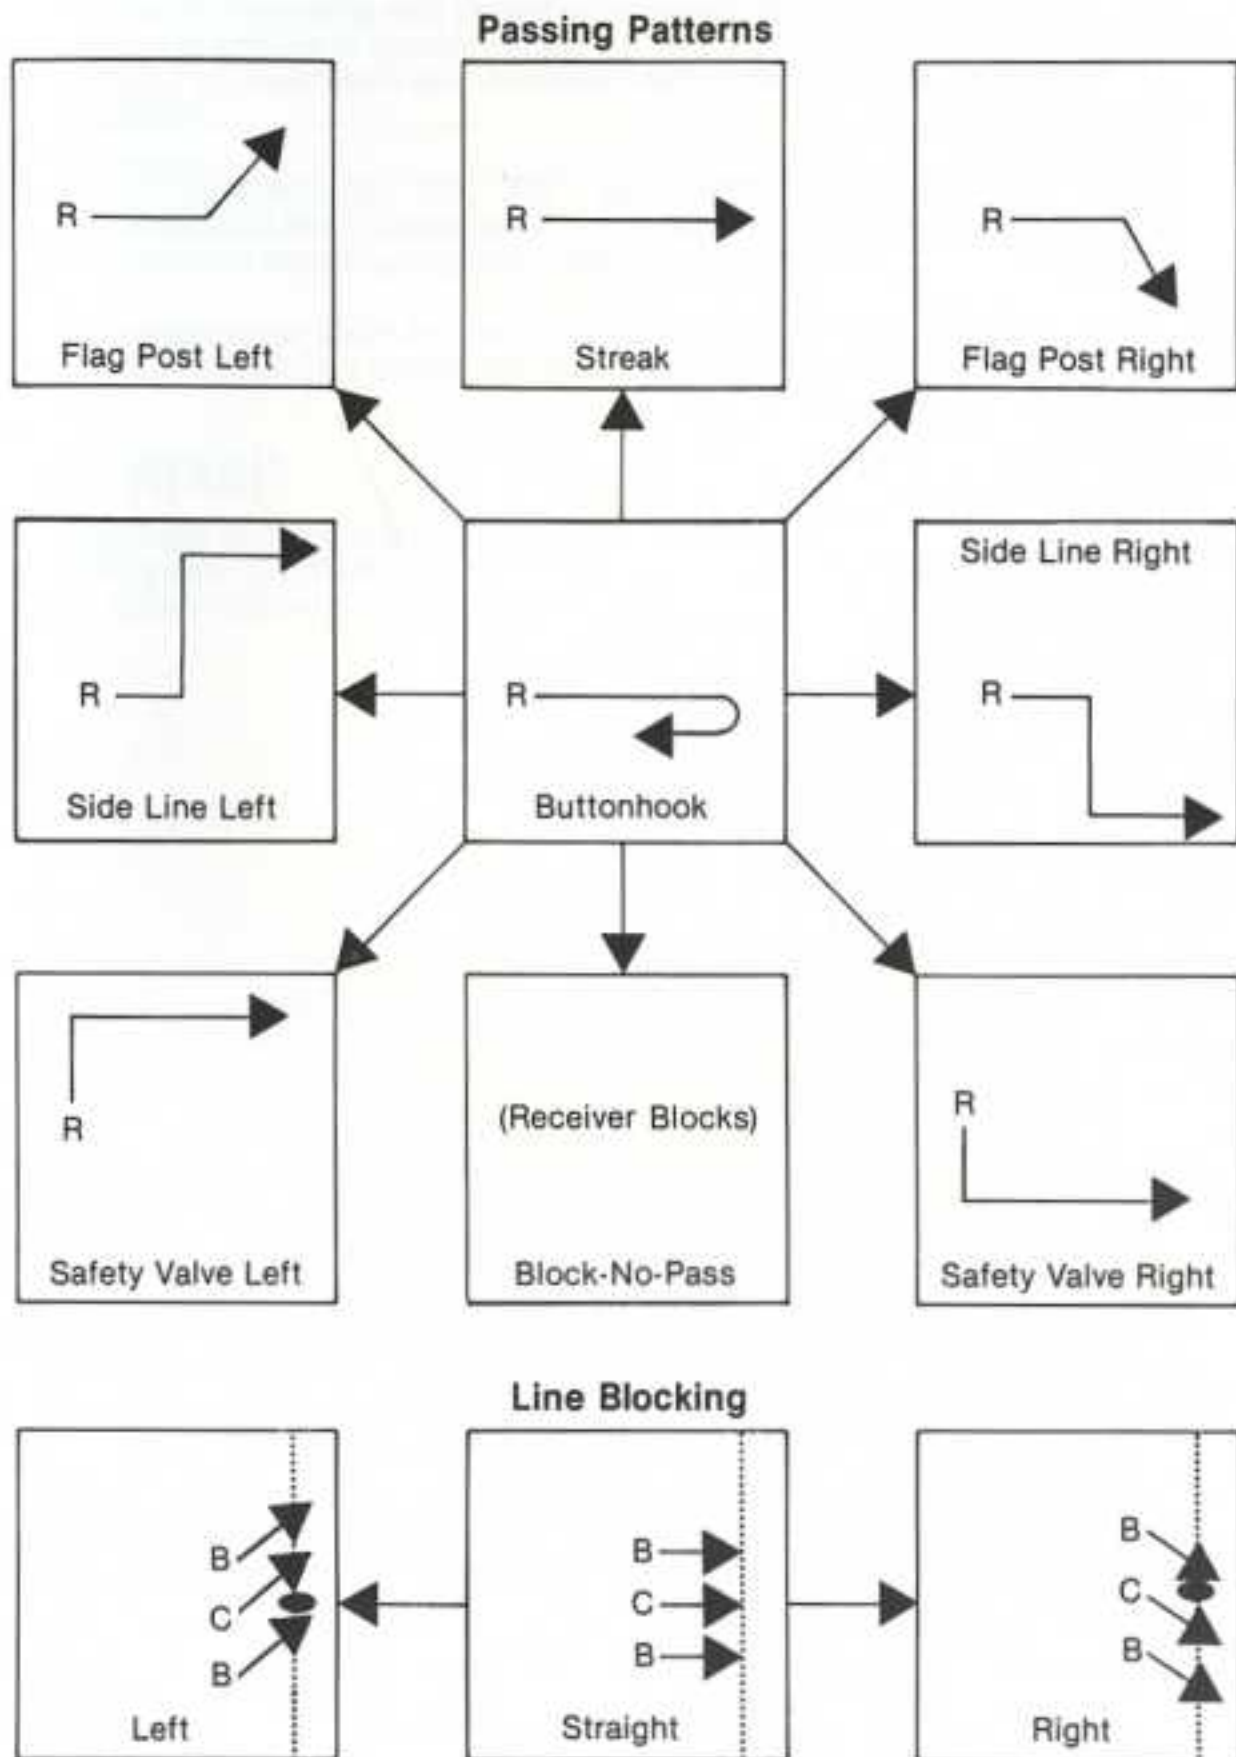 Passing Patterns
R
Flag Post Left
R
Streak
R
Flag Post Right
R
Side Line Left
R
Buttonhook
Side Line Right
R
R
Safety Valve Left
(Receiver Blocks)
Block-No-Pass
R
Safety Valve Right
Line Blocking
B
C
B
Left
B
C
B
Straight
B
C
B
Right